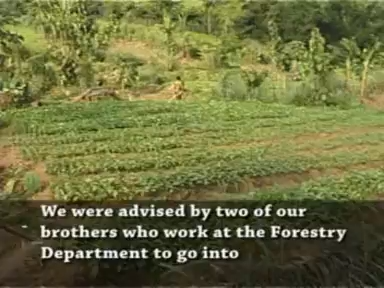 We were advised by two of our
brothers who work at the Forestry
Department to go into